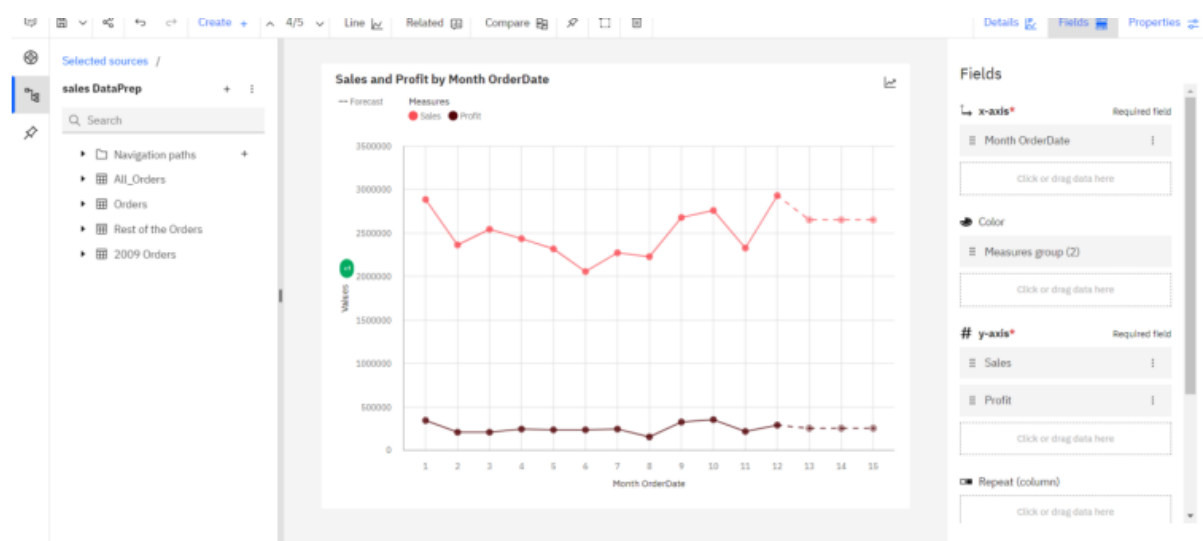 Create + 4/5 Line Related Compare Details Fields Properties
Selected sources /
sales DataPrep + 
Search
Navigation paths +
All_Orders
Orders
Rest of the Orders
2009 Orders
Sales and Profit by Month OrderDate
Forecast
Measures
Sales Profit
3500000
3000000
2500000
2000000
1500000
1000000
500000
0
Values
1 2 3 4 5 6 7 8 9 10 11 12 13 14 15
Month OrderDate
Fields
x-axis* Required field
Month OrderDate
Click or drag data here
Color
Measures group (2)
Click or drag data here
# y-axis* Required field
Sales
Profit
Click or drag data here
Repeat (column)
Click or drag data here